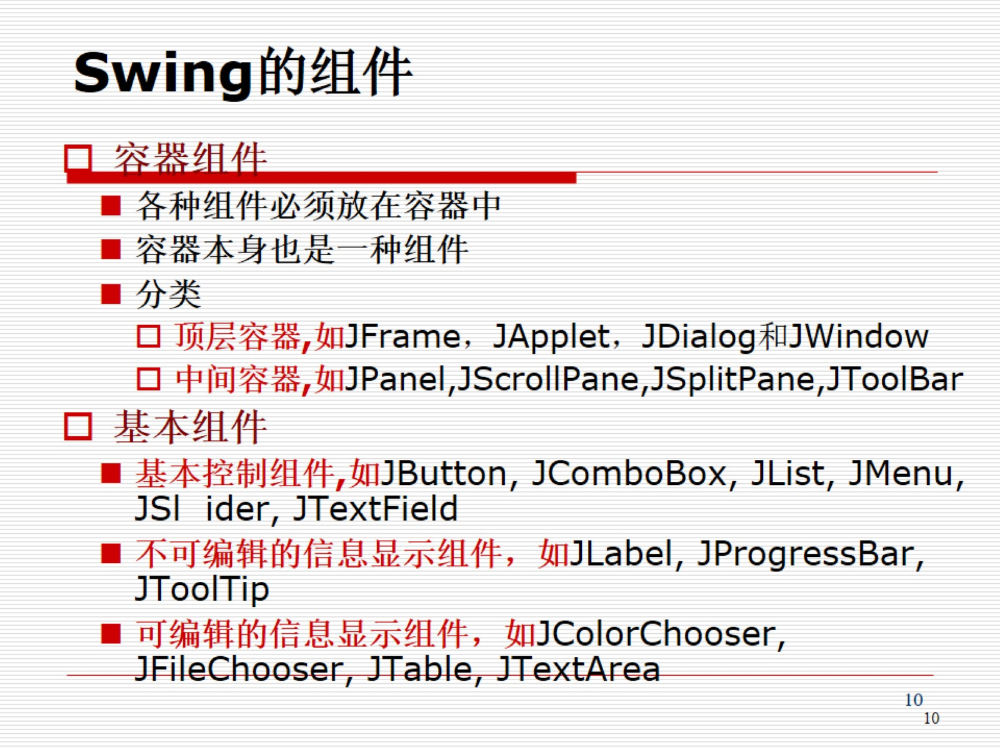 Swing的组件
容器组件
各种组件必须放在容器中
容器本身也是一种组件
分类
顶层容器,如JFrame，JApplet，JDialog和JWindow
中间容器,如JPanel,JScrollPane,JSplitPane,JToolBar
基本组件
基本控制组件,如JButton, JComboBox, JList, JMenu,
JSl  ider, JTextField
不可编辑的信息显示组件，如JLabel, JProgressBar,
JToolTip
可编辑的信息显示组件，如JColorChooser,
JFileChooser, JTable, JTextArea
10
10